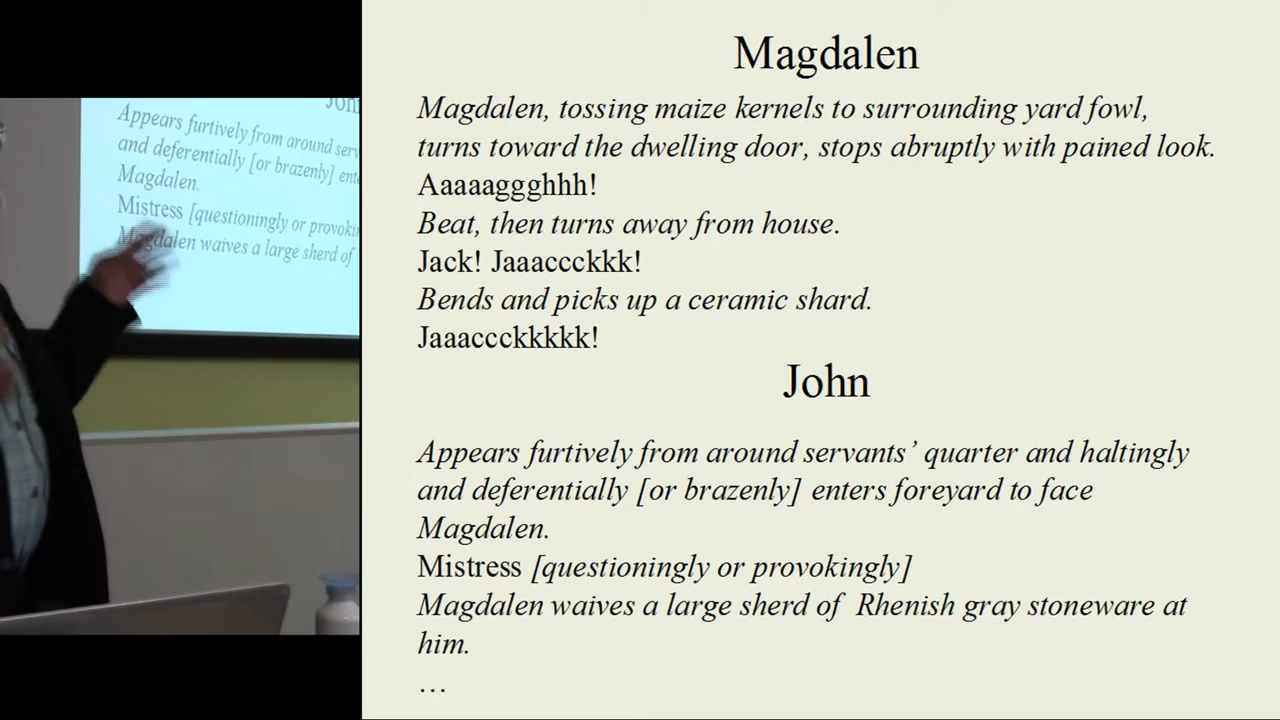 Magdalen
Magdalen, tossing maize kernels to surrounding yard fowl,
turns toward the dwelling door, stops abruptly with pained look.
Aaaaaggghhh!
Beat, then turns away from house.
Jack! Jaaaccckkk!
Bends and picks up a ceramic shard.
Jaaaccckkkkk!
John
Appears furtively from around servants’ quarter and haltingly
and deferentially [or brazenly] enters foreyard to face
Magdalen.
Mistress [questioningly or provokingly]
Magdalen waives a large sherd of Rhenish gray stoneware at
him.
…
Appears furtively from around
and deferentially [or brazenly]
Magdalen.
Mistress [questioningly or
Magdalen waives a large sherd of